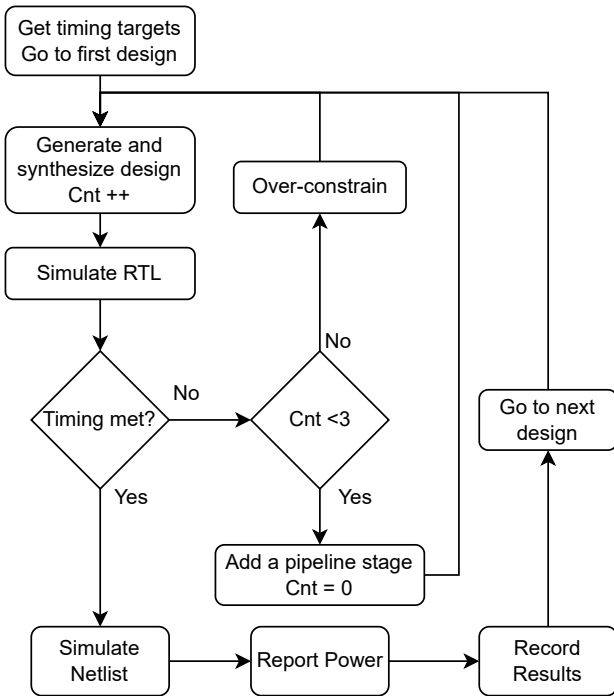 Get timing targets
Go to first design
Generate and
synthesize design
Cnt ++
Over-constrain
Simulate RTL
No
Timing met?
No
Cnt <3
Go to next
design
Yes
Yes
Add a pipeline stage
Cnt = 0
Simulate
Netlist
Report Power
Record
Results